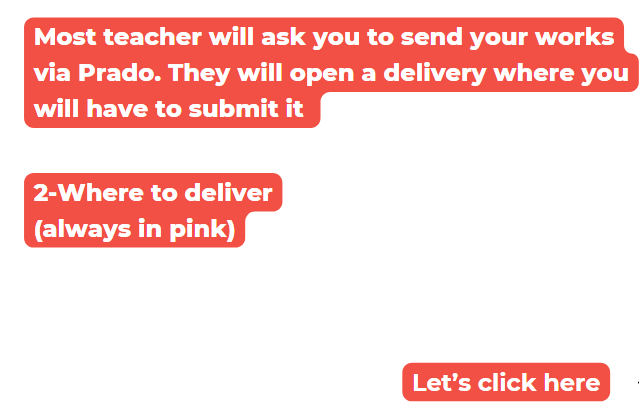 Most teacher will ask you to send your works
via Prado. They will open a delivery where you
will have to submit it
2-Where to deliver
(always in pink)
Let’s click here